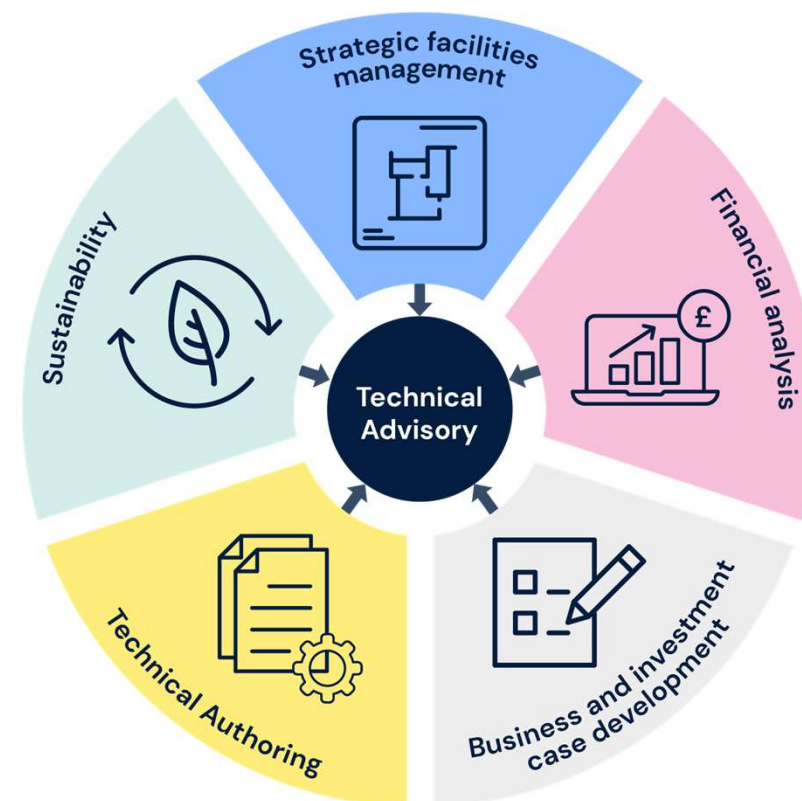 Strategic facilities
management
Financial analysis
£
Sustainability
Technical
Advisory
Technical Authoring
Business and investment
case development